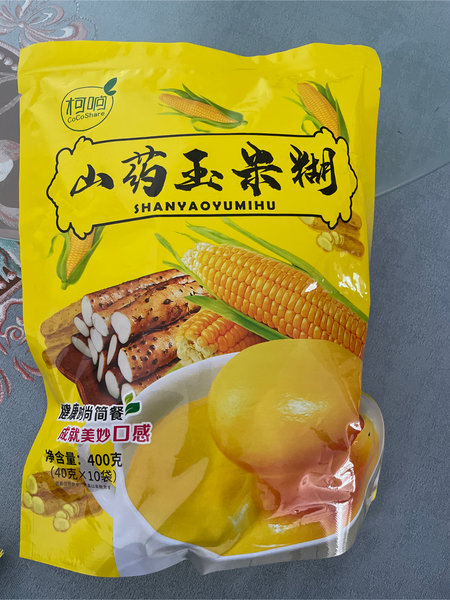 柯响
CoCoShare
山药玉米糊
SHANYAOYUMIHU
健康时尚简餐
成就美妙口感
净含量：400克
(40克×10袋)